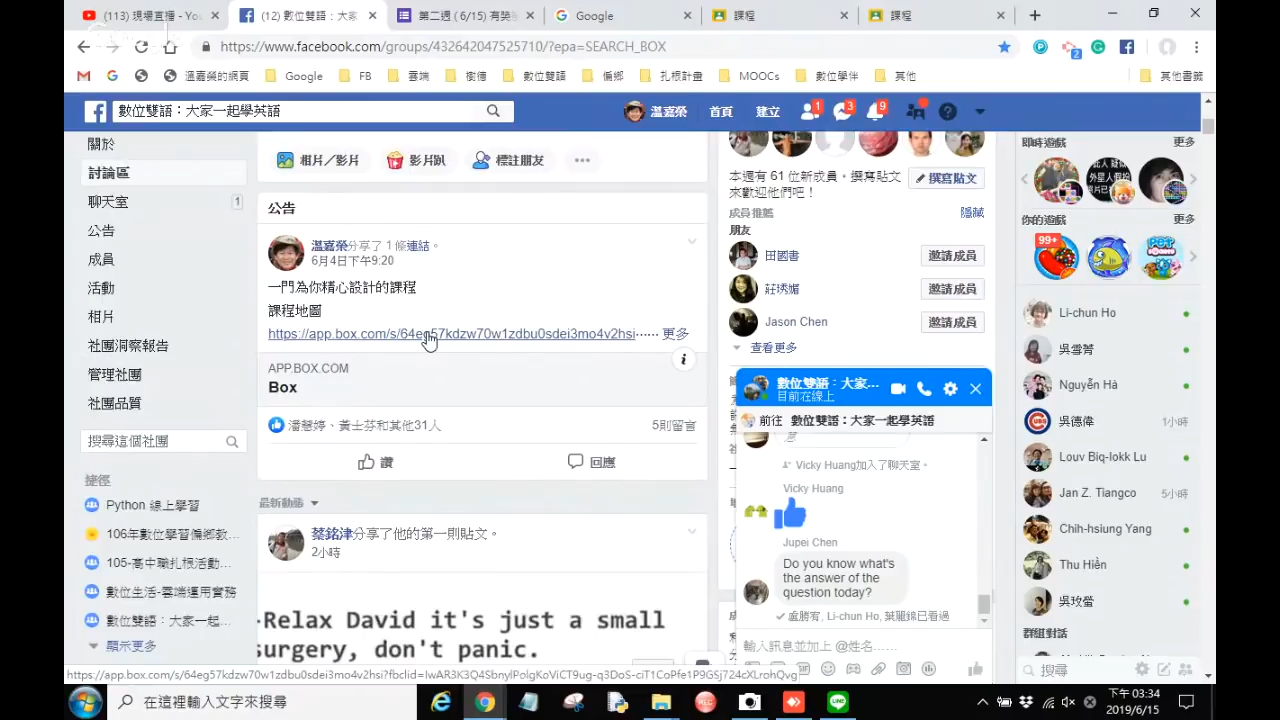 (113) 現場直播 - Yo
(12) 數位雙語：大家
第二週 ( 6/15) 有獎
Google
課程
課程
https://www.facebook.com/groups/432642047525710/?epa=SEARCH_BOX
2
溫嘉榮的網頁
Google
FB
雲端
樹德
數位雙語
偏鄉
扎根計畫
MOOCs
數位學伴
其他
其他書籤
數位雙語：大家一起學英語
溫嘉榮
首頁
建立
1
3
9
關於
討論區
聊天室
1
公告
成員
活動
相片
社團洞察報告
管理社團
社團品質
搜尋這個社團
捷徑
Python 線上學習
106年數位學習偏鄉教...
105-高中職扎根活動...
數位生活-雲端運用實務
數位雙語：大家一起...
顯示更多
相片／影片
影片趴
標註朋友
公告
溫嘉榮分享了 1 條連結。
6月4日下午9:20
一門為你精心設計的課程
課程地圖
https://app.box.com/s/64eg57kdzw70w1zdbu0sdei3mo4v2hsi...... 更多
APP.BOX.COM
Box
和其他31人
5則留言
讚
回應
最新動態
蔡銘津分享了他的第一則貼文。
2小時
-Relax David it's just a small
surgery, don't panic.
本週有 61 位新成員。撰寫貼文
來歡迎他們吧！
撰寫貼文
成員推薦
隱藏
朋友
田國書
邀請成員
莊琇媚
邀請成員
Jason Chen
邀請成員
查看更多
數位雙語：大家...
目前在線上
前往 數位雙語：大家一起學英語
Vicky Huang加入了聊天室。
Vicky Huang
Jupei Chen
Do you know what's
the answer of the
question today?
盧勝宥, Li-chun Ho, 葉麗錦已看過
輸入訊息並加上 @姓名......
即時遊戲
更多
你的遊戲
更多
99+
Li-chun Ho
吳雪菁
Nguyễn Hà
吳德偉
1小時
Louv Biq-lokk Lu
Jan Z. Tiangco
5小時
Chih-hsiung Yang
Thu Hiền
吳玫瑩
群組對話
搜尋
在這裡輸入文字來搜尋
下午 03:34
2019/6/15